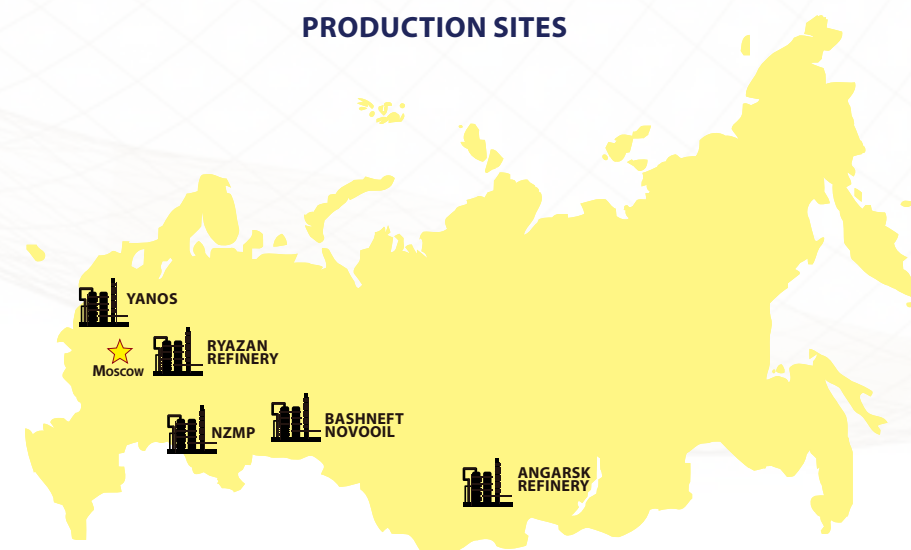 PRODUCTION SITES
YANOS
RYAZAN
REFINERY
Moscow
BASHNEFT
NOVOOIL
NZMP
ANGARSK
REFINERY